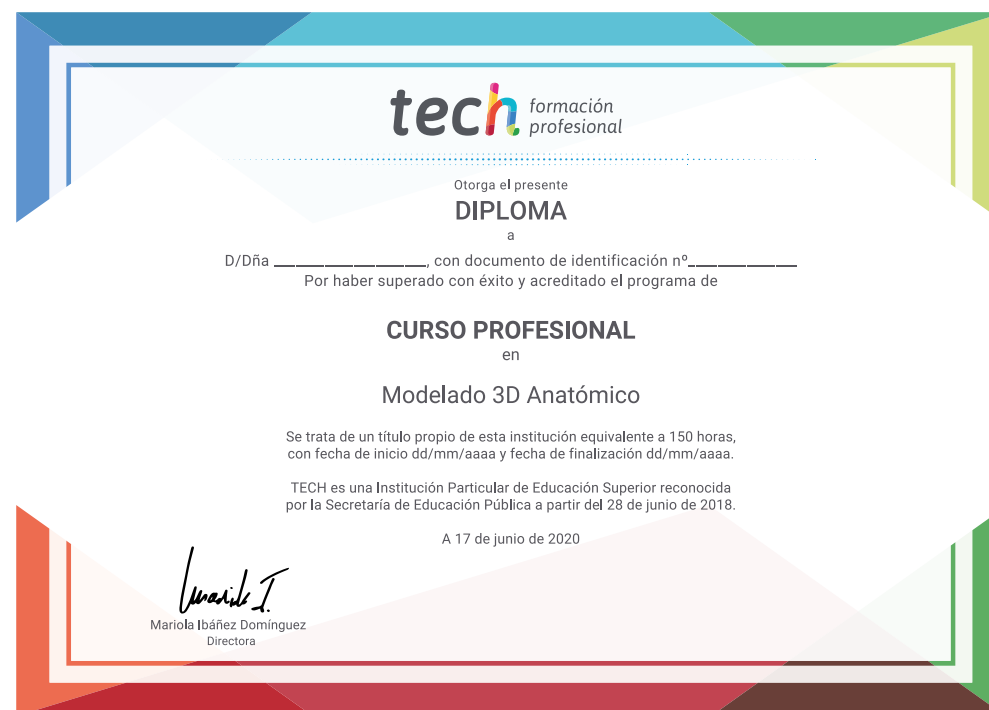 tech formación
profesional
Otorga el presente
DIPLOMA
a
D/Dña ____________________, con documento de identificación nº______________
Por haber superado con éxito y acreditado el programa de
CURSO PROFESIONAL
en
Modelado 3D Anatómico
Se trata de un título propio de esta institución equivalente a 150 horas,
con fecha de inicio dd/mm/aaaa y fecha de finalización dd/mm/aaaa.
TECH es una Institución Particular de Educación Superior reconocida
por la Secretaría de Educación Pública a partir del 28 de junio de 2018.
A 17 de junio de 2020
Mariola I.
Mariola Ibáñez Domínguez
Directora